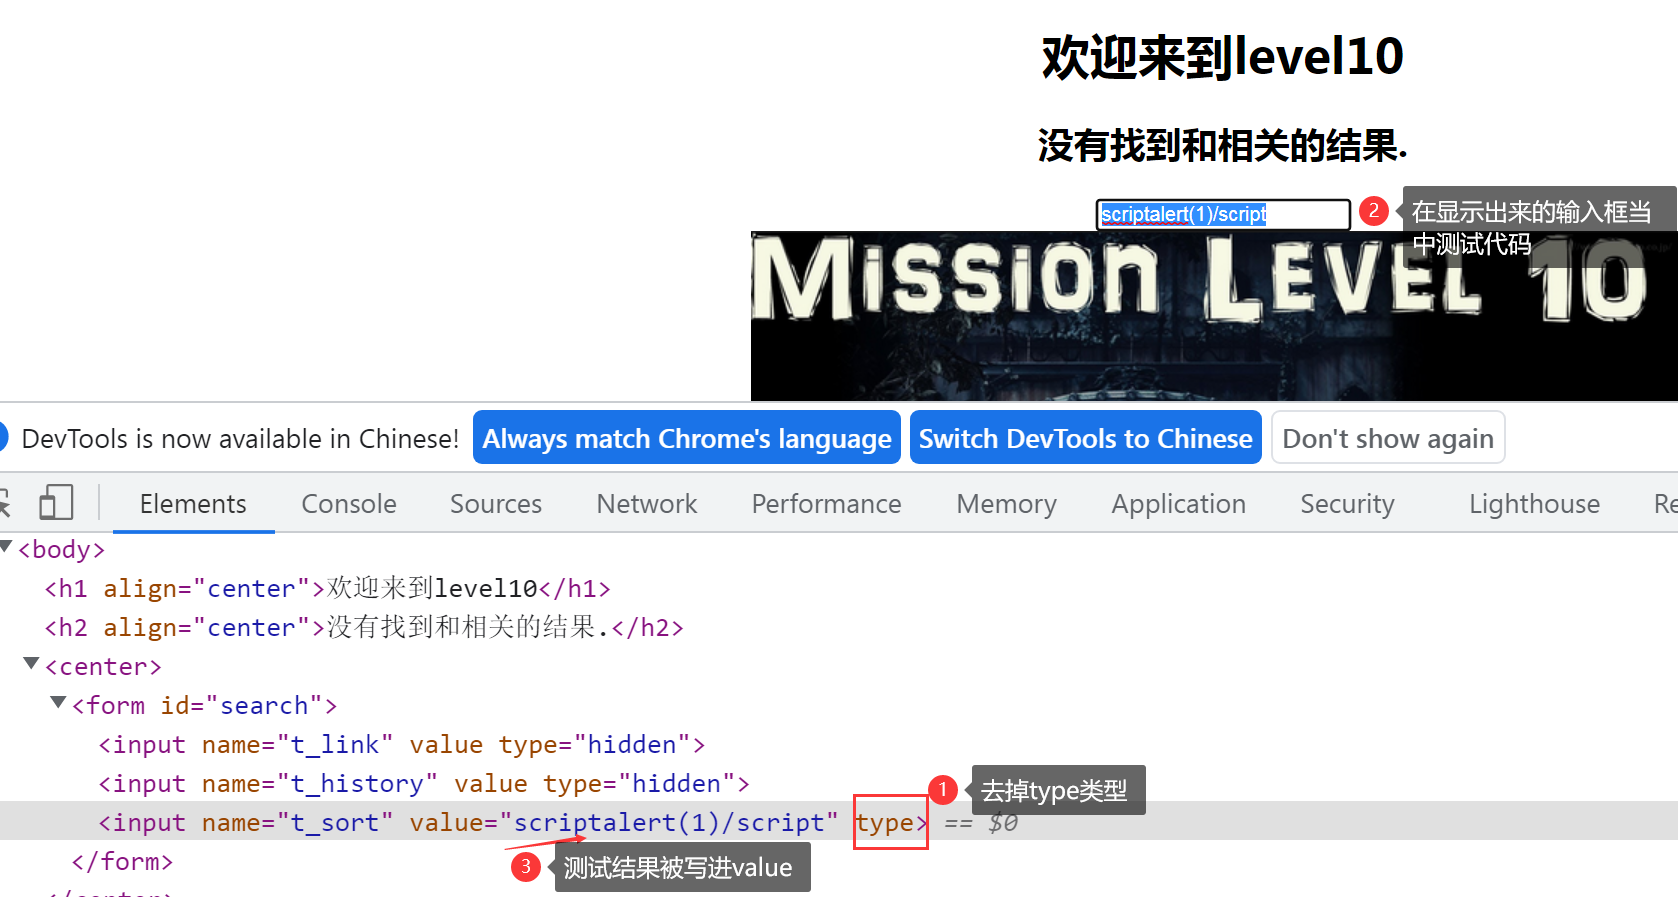 欢迎来到level10
没有找到和相关的结果.
scriptalert(1)/script
2
在显示出来的输入框当
中测试代码
Mission Level 10
DevTools is now available in Chinese!
Always match Chrome's language
Switch DevTools to Chinese
Don't show again
Elements
Console
Sources
Network
Performance
Memory
Application
Security
Lighthouse
Re
<body>
<h1 align="center">欢迎来到level10</h1>
<h2 align="center">没有找到和相关的结果.</h2>
<center>
<form id="search">
<input name="t_link" value type="hidden">
<input name="t_history" value type="hidden">
1
去掉type类型
<input name="t_sort" value="scriptalert(1)/script" type> == $0
</form>
3
测试结果被写进value